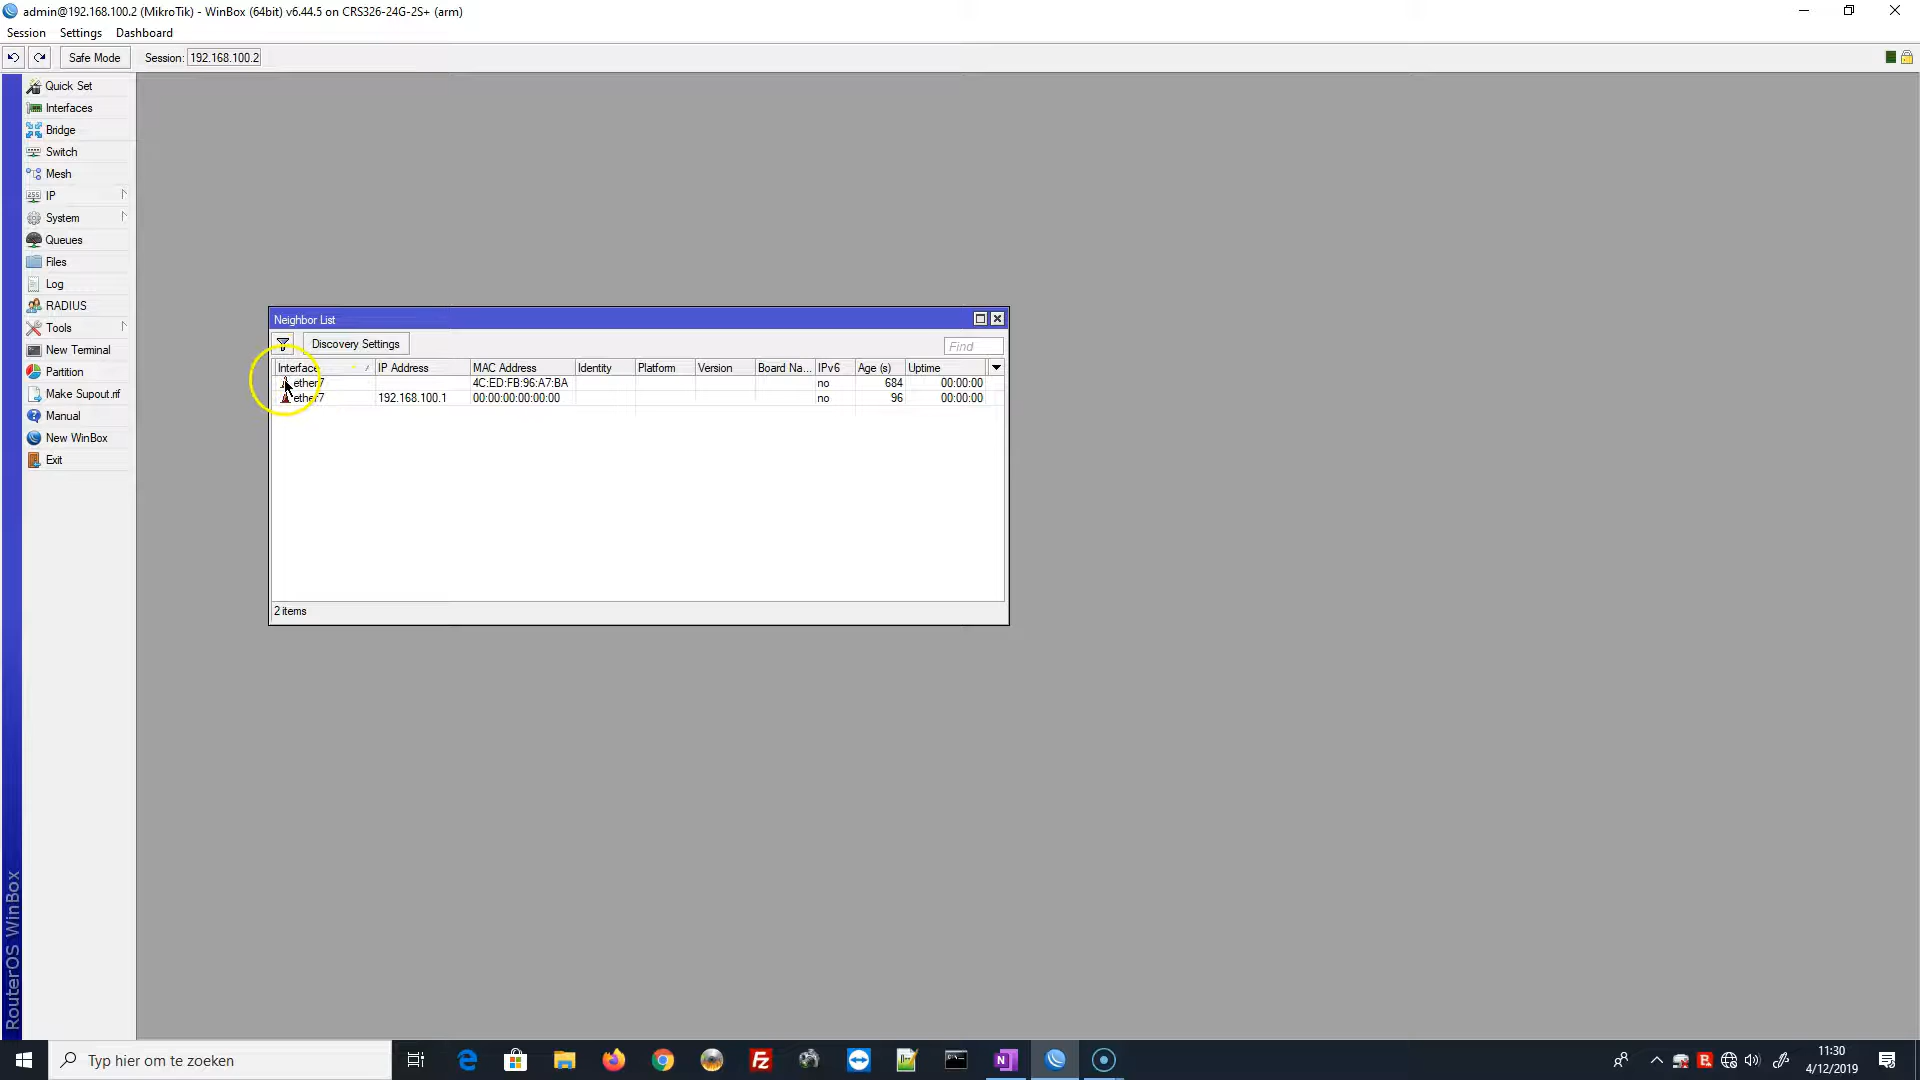 admin@192.168.100.2 (MikroTik) - WinBox (64bit) v6.44.5 on CRS326-24G-2S+ (arm)
Session Settings Dashboard
Safe Mode Session: 192.168.100.2
Quick Set
Interfaces
Bridge
Switch
Mesh
IP
System
Queues
Files
Log
RADIUS
Tools
New Terminal
Partition
Make Supout.rif
Manual
New WinBox
Exit
RouterOS WinBox
Neighbor List
Discovery Settings Find
Interface IP Address MAC Address Identity Platform Version Board Na... IPv6 Age (s) Uptime
ether7 4C:ED:FB:96:A7:BA no 684 00:00:00
ether7 192.168.100.1 00:00:00:00:00:00 no 96 00:00:00
2 items
Typ hier om te zoeken
11:30
4/12/2019